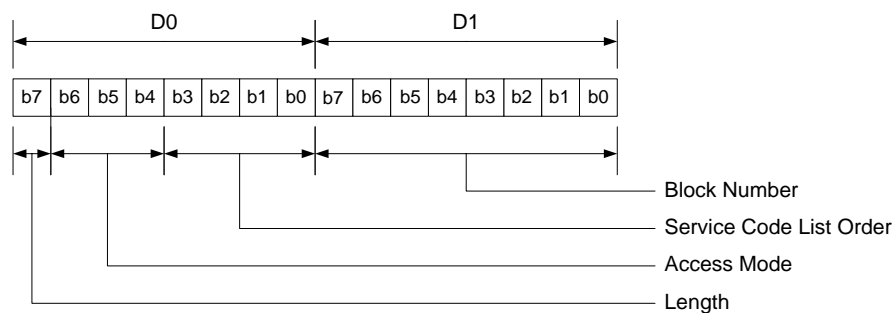 D0 D1
b7 b6 b5 b4 b3 b2 b1 b0 b7 b6 b5 b4 b3 b2 b1 b0
Block Number
Service Code List Order
Access Mode
Length